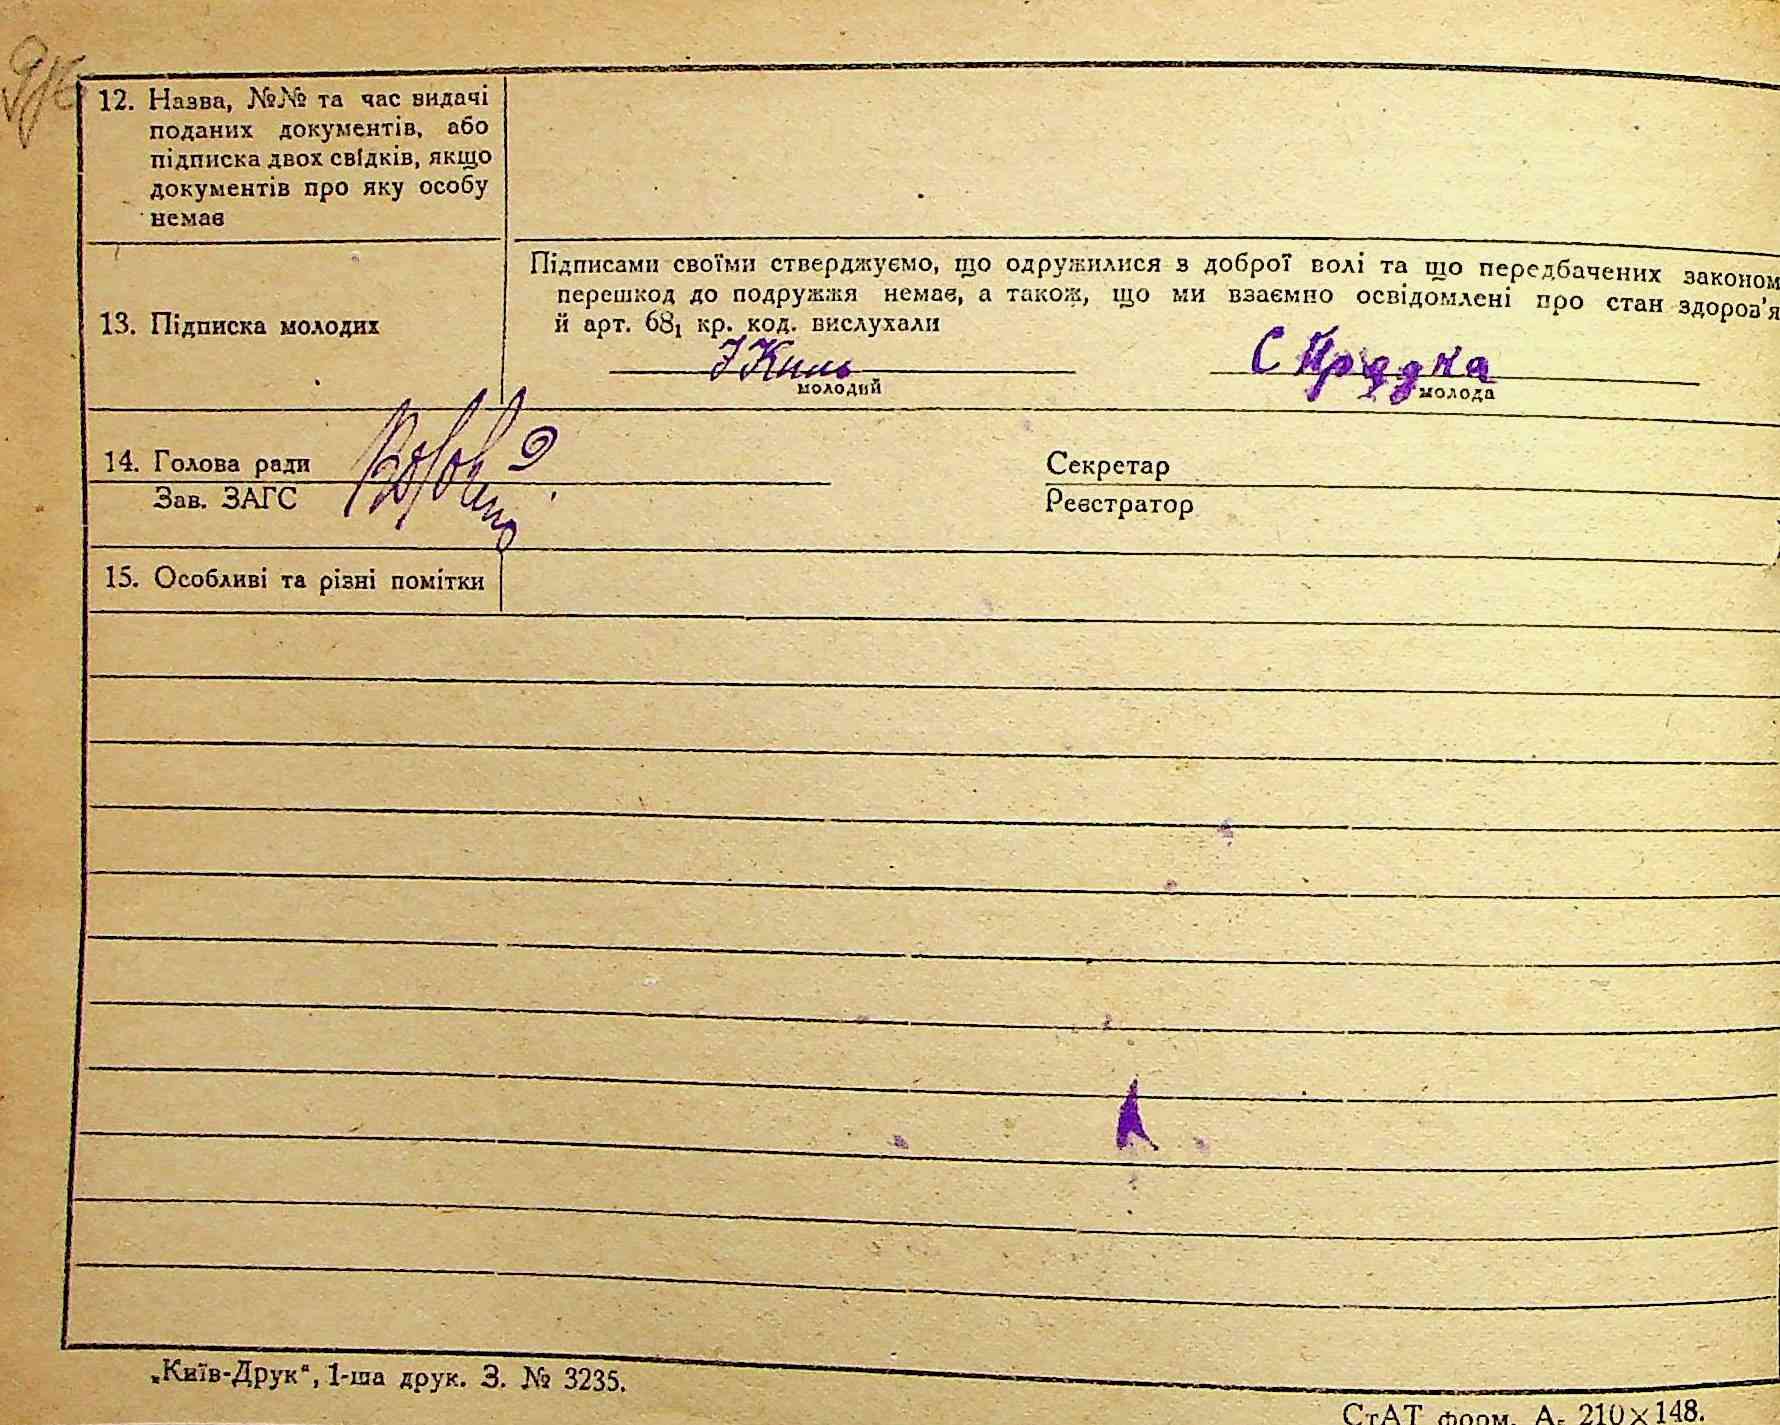 12. Назва, №№ та час видачі
поданих документів, або
підписка двох свідків, якщо
документів про яку особу
немає
13. Підписка молодих
Підписами своїми стверджуємо, що одружилися з доброї волі та що передбачених законом
перешкод до подружжя немає, а також, що ми взаємно освідомлені про стан здоров'я
й арт. 68₁ кр. код. вислухали
молодий
молода
14. Голова ради
Зав. ЗАГС
Секретар
Реєстратор
15. Особливі та різні помітки
„Київ-Друк“, 1-ша друк. З. № 3235.
СтАТ форм. А- 210×148.